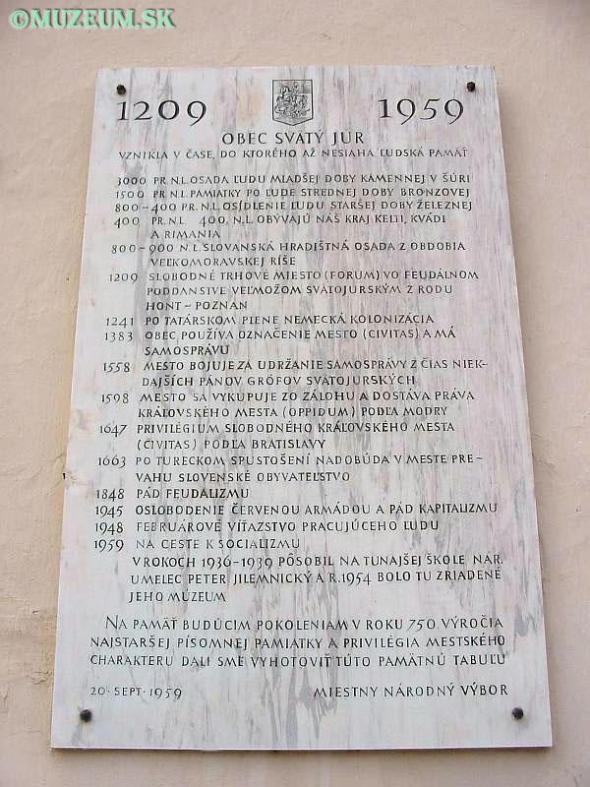 ©MUZEUM.SK
1209 1959
OBEC SVÄTÝ JUR
VZNIKLA V ČASE, DO KTORÉHO AŽ NESIAHA ĽUDSKÁ PAMÄŤ
3000 PR. N. L. OSADA ĽUDU MLADŠEJ DOBY KAMENNEJ V ŠÚRI
1500 PR. N. L. PAMIATKY PO ĽUDE STREDNEJ DOBY BRONZOVEJ
800–400 PR. N. L. OSÍDLENIE ĽUDU STARŠEJ DOBY ŽELEZNEJ
400 PR. N. L 400. N. L. OBÝVAJÚ NÁŠ KRAJ KELTI, KVÁDI
A RIMANIA
800–900 N. L. SLOVANSKÁ HRADIŠTNÁ OSADA Z OBDOBIA
VEĽKOMORAVSKEJ RÍŠE
1209 SLOBODNÉ TRHOVÉ MIESTO (FORUM) VO FEUDÁLNOM
PODDANSTVE VEĽMOŽOM SVÄTOJURSKÝM Z RODU
HONT – POZNAN
1241 PO TATÁRSKOM PLENE NEMECKÁ KOLONIZÁCIA
1383 OBEC POUŽÍVA OZNAČENIE MESTO (CIVITAS) A MÁ
SAMOSPRÁVU
1558 MESTO BOJUJE ZA UDRŽANIE SAMOSPRÁVY Z ČIAS NIEK-
DAJŠÍCH PÁNOV GRÓFOV SVÄTOJURSKÝCH
1598 MESTO SA VYKUPUJE ZO ZÁLOHU A DOSTÁVA PRÁVA
KRÁĽOVSKÉHO MESTA (OPPIDUM) PODĽA MODRY
1647 PRIVILÉGIUM SLOBODNÉHO KRÁĽOVSKÉHO MESTA
(CIVITAS) PODĽA BRATISLAVY
1663 PO TURECKOM SPUSTOŠENÍ NADOBÚDA V MESTE PRE-
VAHU SLOVENSKÉ OBYVATEĽSTVO
1848 PÁD FEUDALIZMU
1945 OSLOBODENIE ČERVENOU ARMÁDOU A PÁD KAPITALIZMU
1948 FEBRUÁROVÉ VÍŤAZSTVO PRACUJÚCEHO ĽUDU
1959 NA CESTE K SOCIALIZMU
V ROKOCH 1936–1939 PÔSOBIL NA TUNAJŠEJ ŠKOLE NÁR.
UMELEC PETER JILEMNICKÝ A R. 1954 BOLO TU ZRIADENÉ
JEHO MÚZEUM
NA PAMÄŤ BUDÚCIM POKOLENIAM V ROKU 750 VÝROČIA
NAJSTARŠEJ PÍSOMNEJ PAMIATKY A PRIVILÉGIA MESTSKÉHO
CHARAKTERU DALI SME VYHOTOVIŤ TÚTO PAMÄTNÚ TABUĽU
20 · SEPT · 1959 MIESTNY NÁRODNÝ VÝBOR